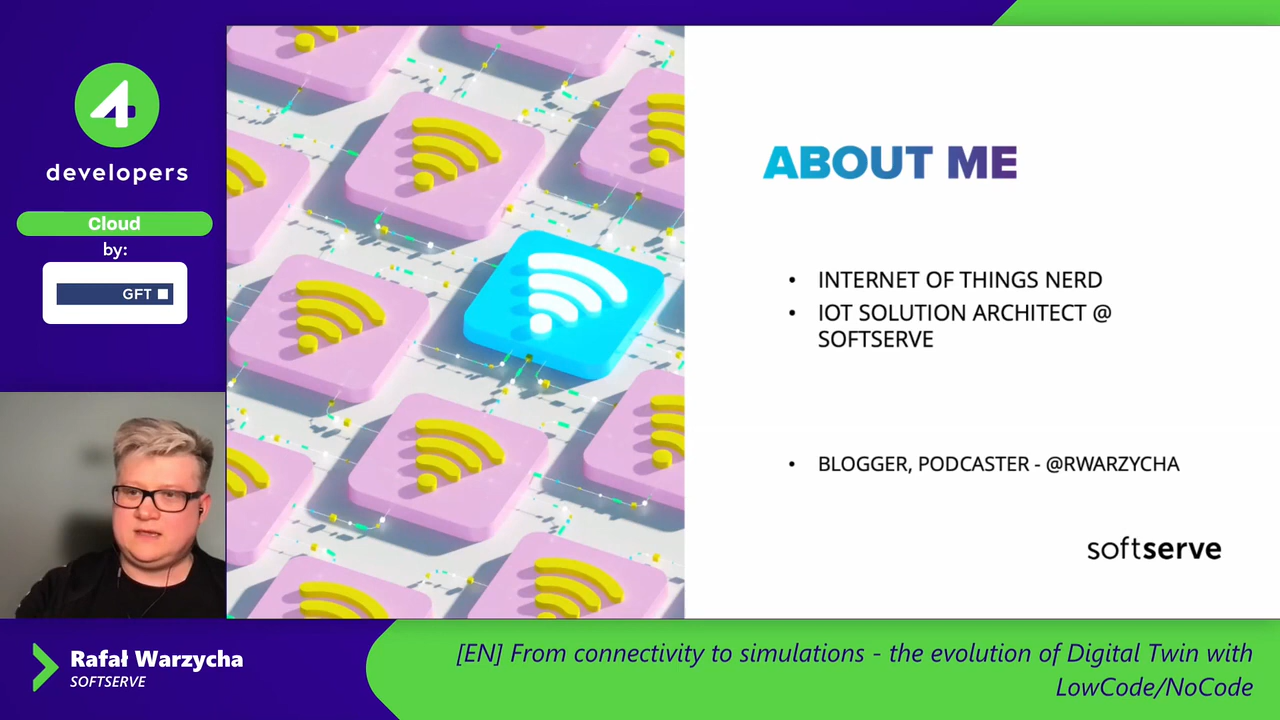 4
developers
Cloud
by:
GFT
ABOUT ME
• INTERNET OF THINGS NERD
• IOT SOLUTION ARCHITECT @
SOFTSERVE
• BLOGGER, PODCASTER - @RWARZYCHA
softserve
Rafał Warzycha
SOFTSERVE
[EN] From connectivity to simulations - the evolution of Digital Twin with
LowCode/NoCode